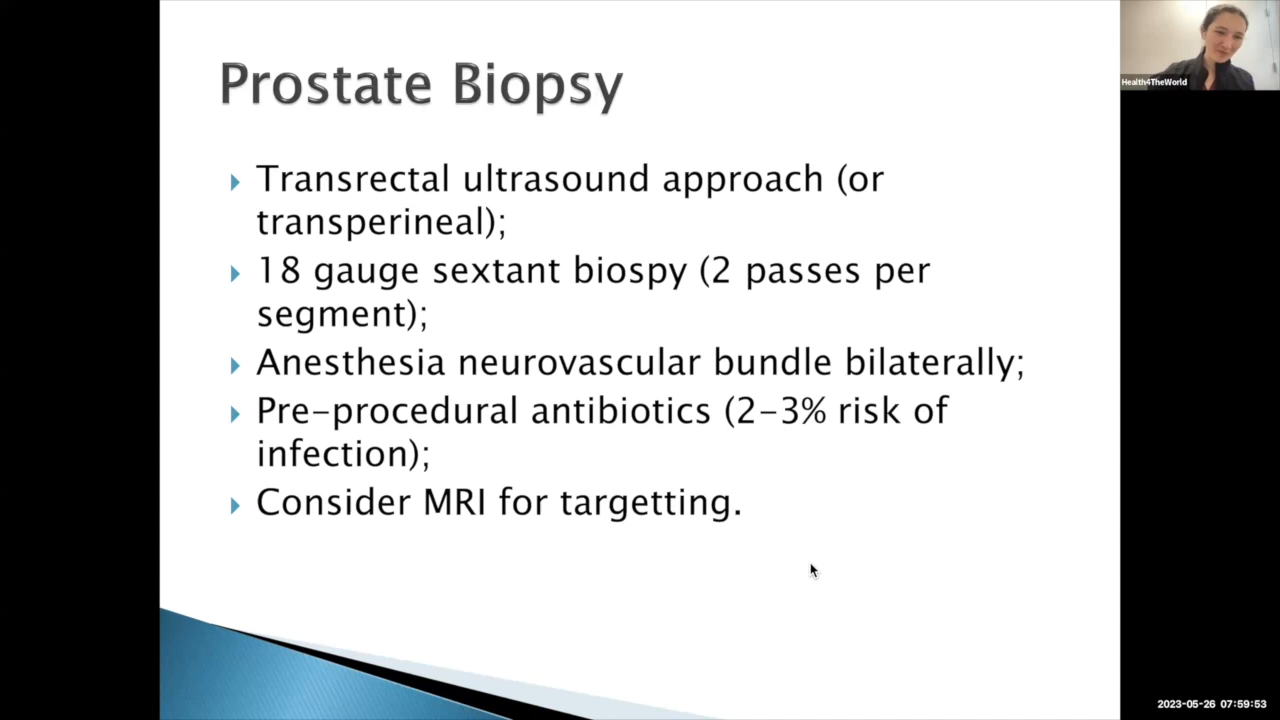 Prostate Biopsy
Transrectal ultrasound approach (or
transperineal);
18 gauge sextant biospy (2 passes per
segment);
Anesthesia neurovascular bundle bilaterally;
Pre-procedural antibiotics (2-3% risk of
infection);
Consider MRI for targetting.
Health4TheWorld
2023-05-26 07:59:53